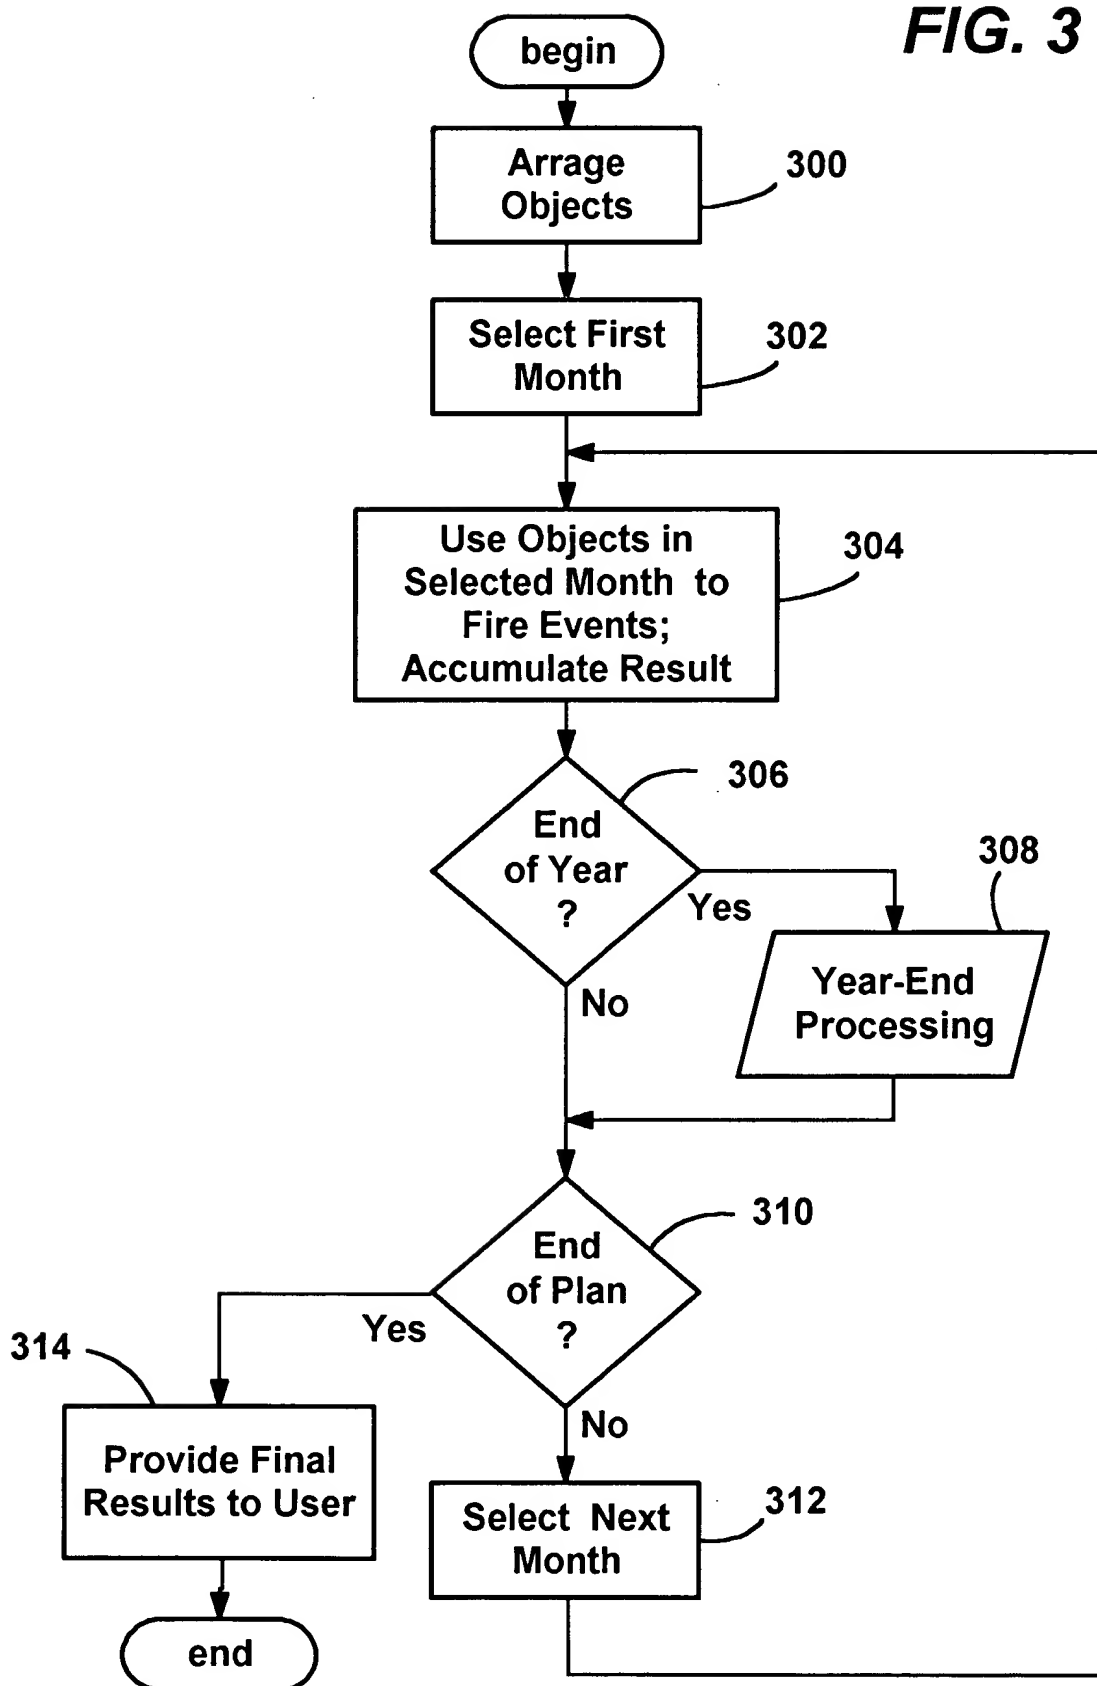 FIG. 3
begin
Arrage
Objects
300
Select First
Month
302
Use Objects in
Selected Month to
Fire Events;
Accumulate Result
304
End
of Year
?
306
Yes
No
308
Year-End
Processing
End
of Plan
?
310
Yes
No
314
Provide Final
Results to User
Select Next
Month
312
end